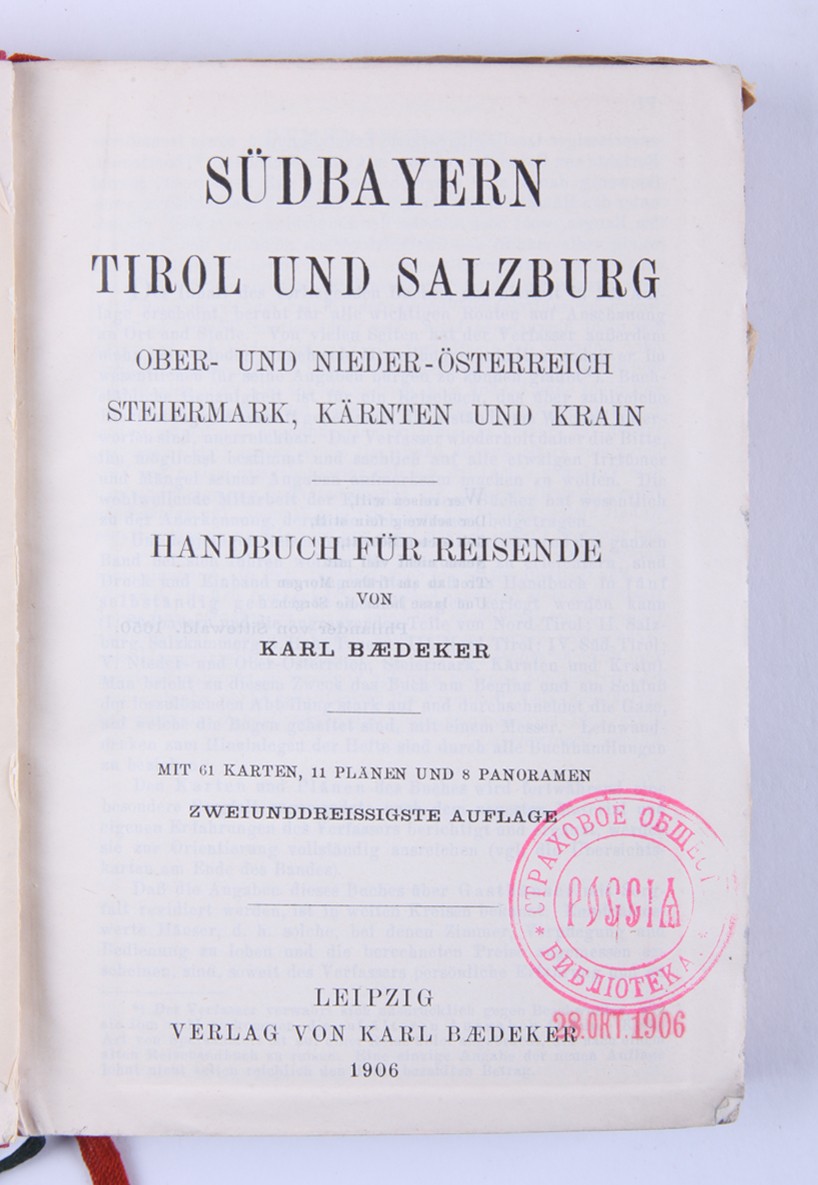 SÜDBAYERN
TIROL UND SALZBURG
OBER- UND NIEDER-ÖSTERREICH
STEIERMARK, KÄRNTEN UND KRAIN
HANDBUCH FÜR REISENDE
VON
KARL BÆDEKER
MIT 61 KARTEN, 11 PLÄNEN UND 8 PANORAMEN
ZWEIUNDDREISSIGSTE AUFLAGE
СТРАХОВОЕ ОБЩЕСТ
РОССІЯ
* БИБЛІОТЕКА. *
LEIPZIG
VERLAG VON KARL BÆDEKER
28.ОКТ.1906
1906